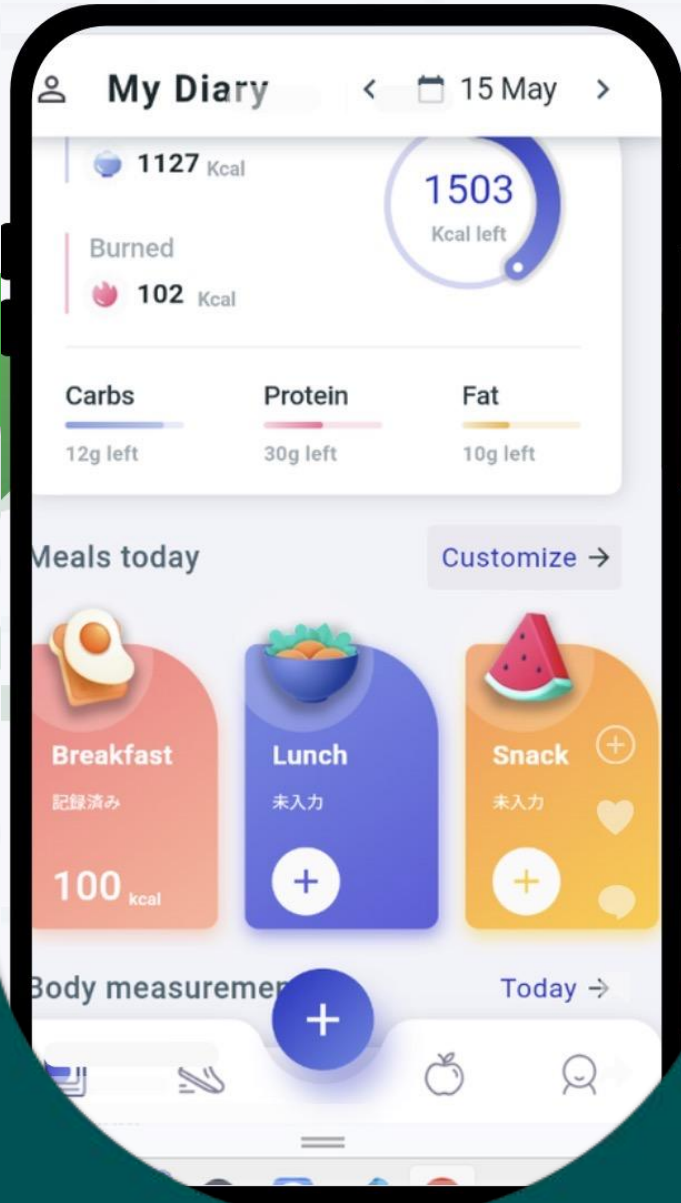 My Diary
15 May
1127 Kcal
1503
Kcal left
Burned
102 Kcal
Carbs Protein Fat
12g left 30g left 10g left
Meals today
Customize →
Breakfast Lunch Snack
記録済み 未入力 未入力
100 kcal
Body measuremen
Today →